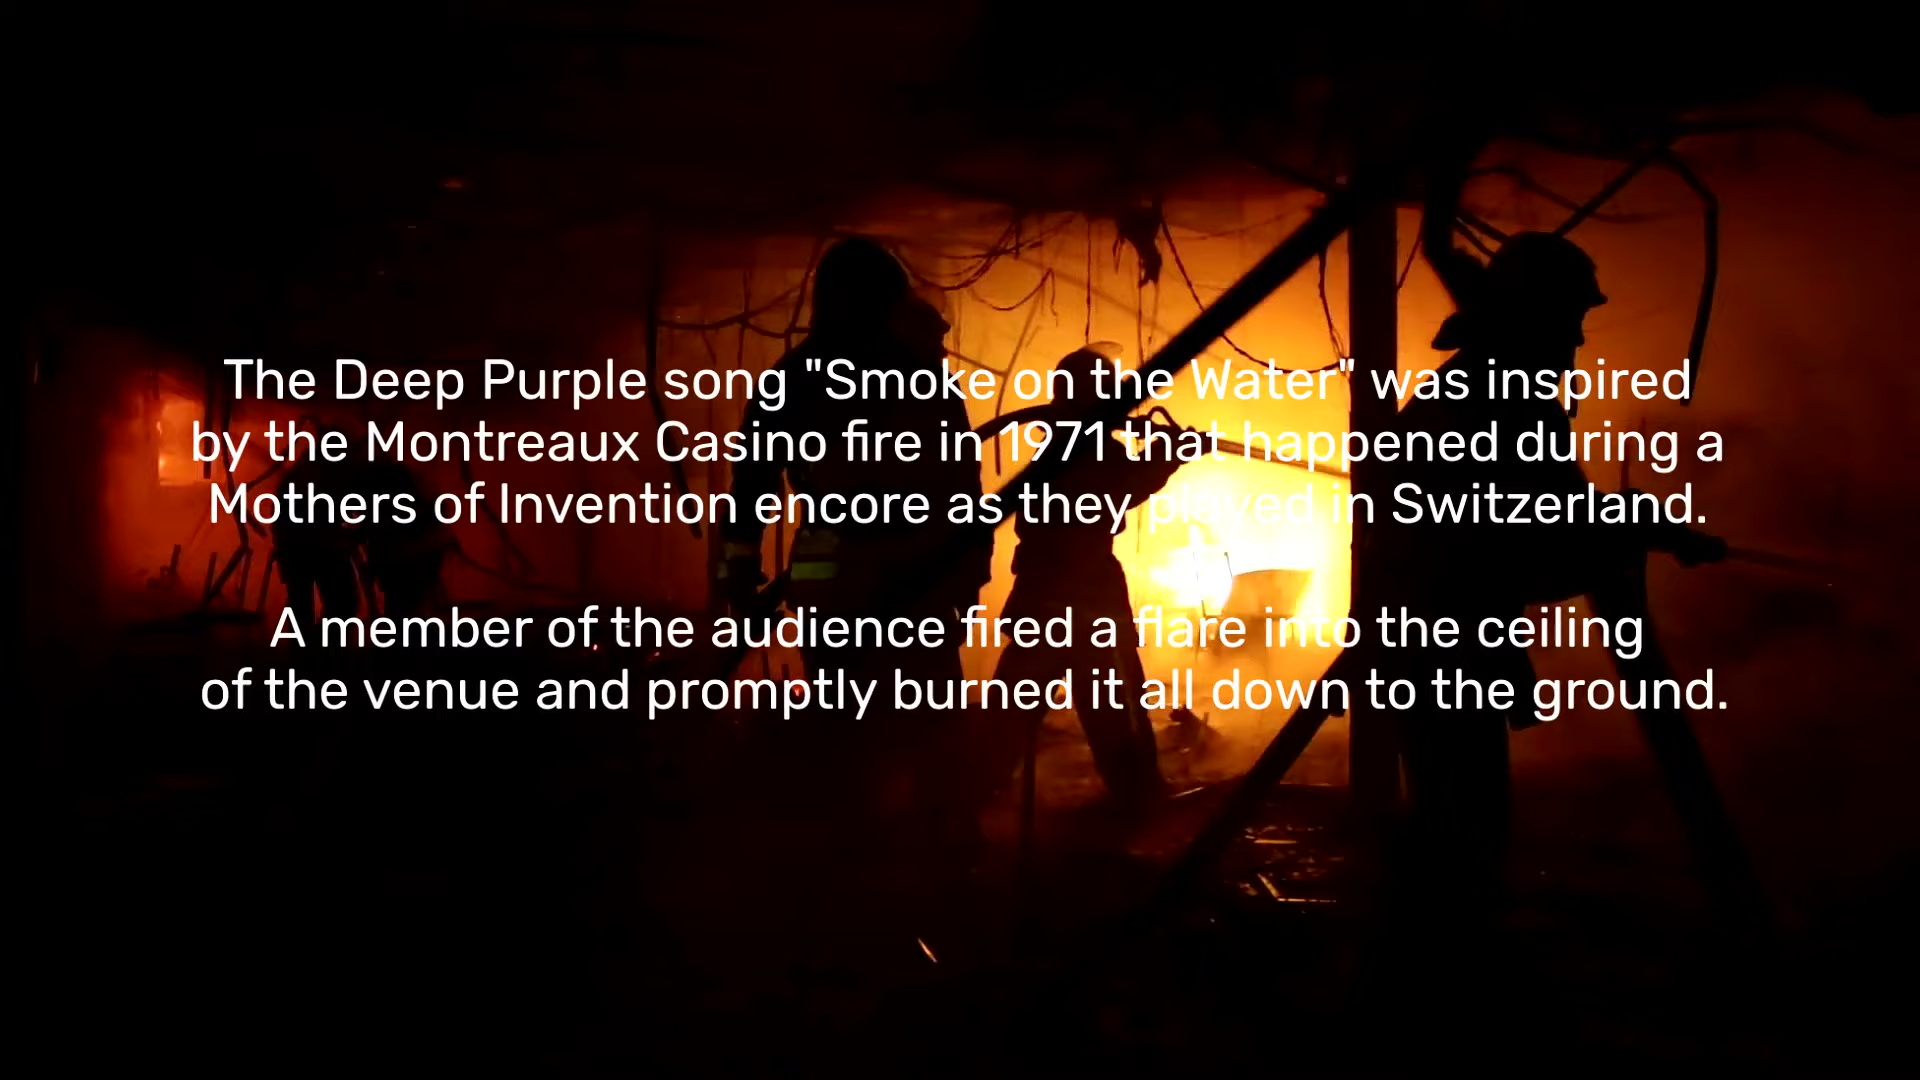 The Deep Purple song "Smoke on the Water" was inspired
by the Montreaux Casino fire in 1971 that happened during a
Mothers of Invention encore as they played in Switzerland.
A member of the audience fired a flare into the ceiling
of the venue and promptly burned it all down to the ground.